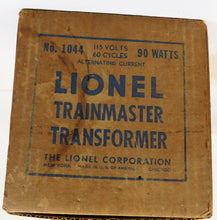 No. 1044 115 VOLTS 90 WATTS
60 CYCLES
ALTERNATING CURRENT
LIONEL
TRAINMASTER
TRANSFORMER
THE LIONEL CORPORATION
NEW YORK MADE IN U. S. OF AMERICA CHICAGO